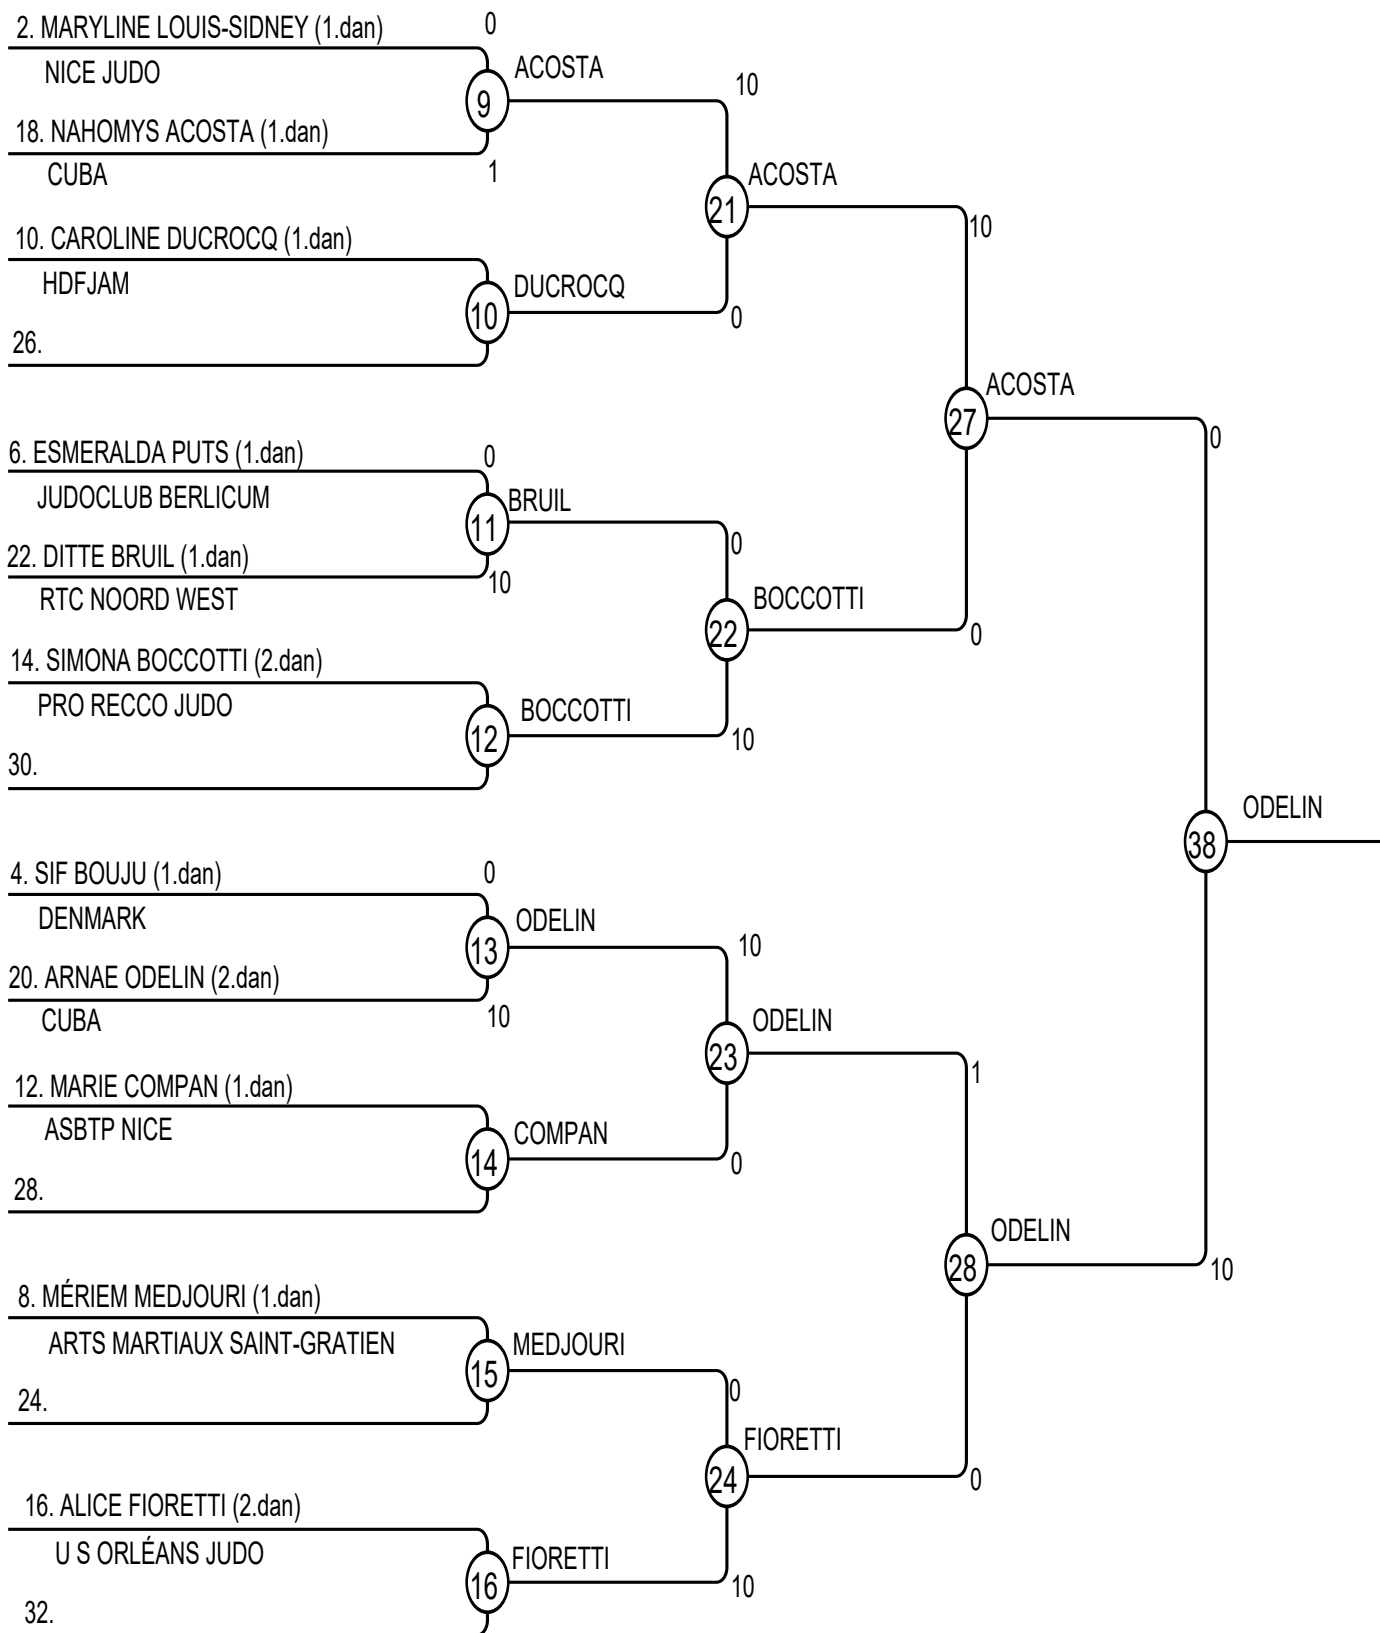 2. MARYLINE LOUIS-SIDNEY (1.dan)
0
NICE JUDO
ACOSTA
10
9
18. NAHOMYS ACOSTA (1.dan)
CUBA
1
ACOSTA
21
10
10. CAROLINE DUCROCQ (1.dan)
HDFJAM
DUCROCQ
10
0
26.
ACOSTA
27
0
6. ESMERALDA PUTS (1.dan)
0
JUDOCLUB BERLICUM
BRUIL
11
0
22. DITTE BRUIL (1.dan)
10
RTC NOORD WEST
BOCCOTTI
22
0
14. SIMONA BOCCOTTI (2.dan)
PRO RECCO JUDO
BOCCOTTI
12
10
30.
ODELIN
38
4. SIF BOUJU (1.dan)
0
DENMARK
ODELIN
13
10
20. ARNAE ODELIN (2.dan)
CUBA
10
ODELIN
23
1
12. MARIE COMPAN (1.dan)
ASBTP NICE
COMPAN
14
0
28.
ODELIN
28
10
8. MÉRIEM MEDJOURI (1.dan)
ARTS MARTIAUX SAINT-GRATIEN
MEDJOURI
15
0
24.
FIORETTI
24
0
16. ALICE FIORETTI (2.dan)
U S ORLÉANS JUDO
FIORETTI
16
10
32.